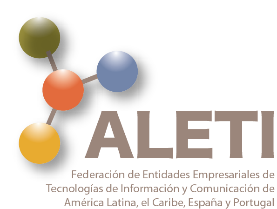 ALETI
Federación de Entidades Empresariales de
Tecnologías de Información y Comunicación de
América Latina, el Caribe, España y Portugal